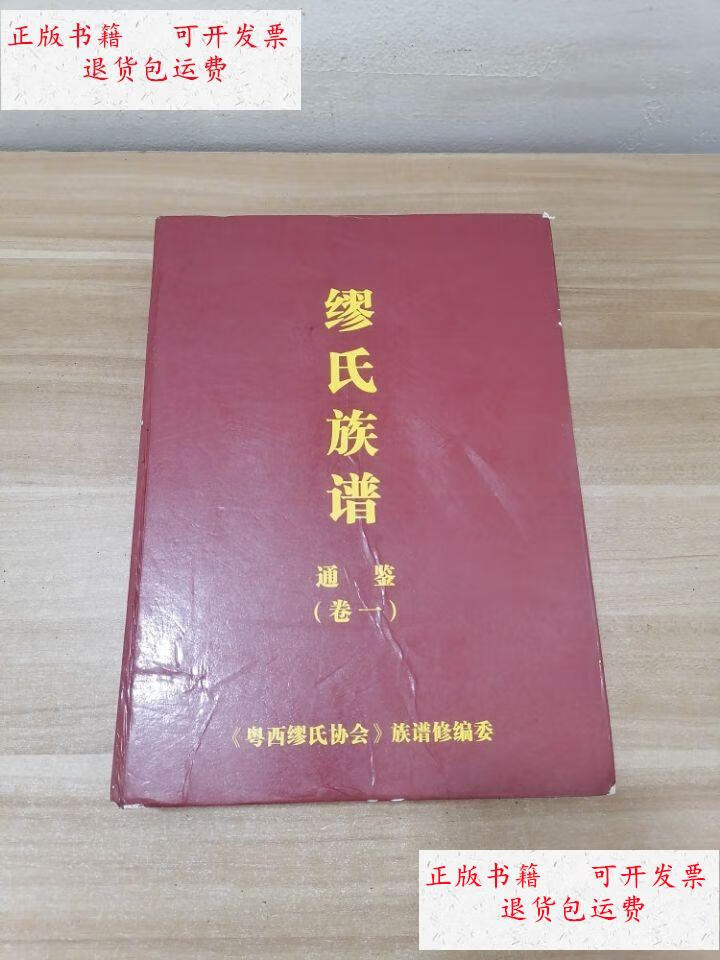 正版书籍 可开发票
退货包运费
缪氏族谱
通鉴
（卷一）
《粤西缪氏协会》族谱修编委
正版书籍 可开发票
退货包运费